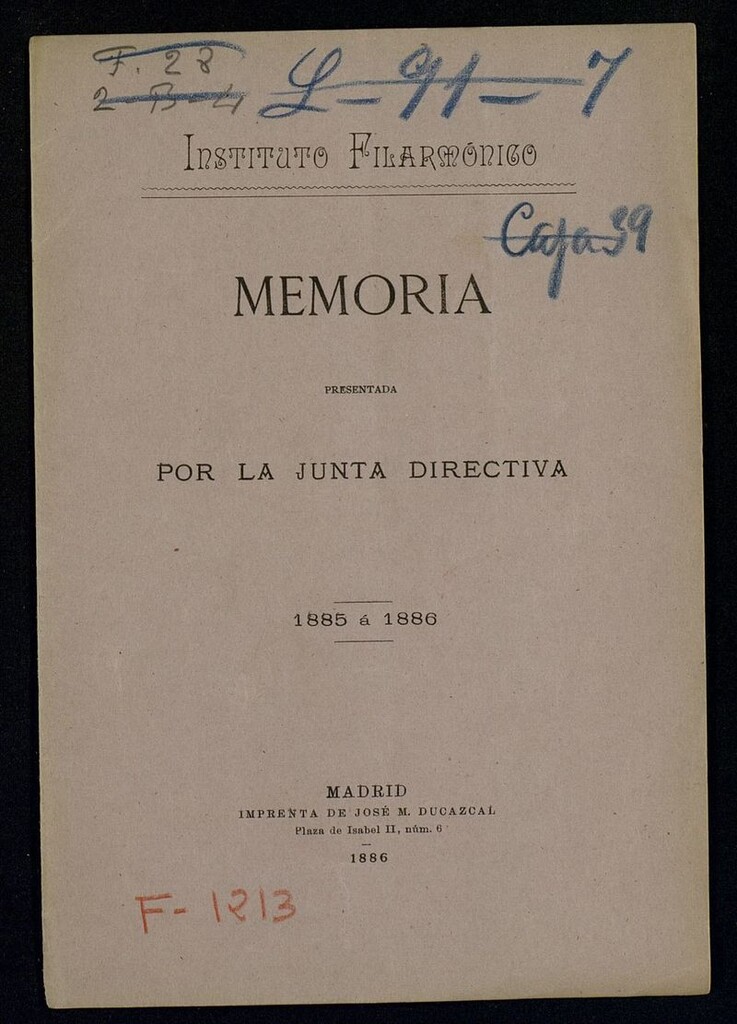 F. 28
2-B-4
L-91-7
INSTITUTO FILARMÓNICO
Caja 39
MEMORIA
PRESENTADA
POR LA JUNTA DIRECTIVA
1885 á 1886
MADRID
IMPRENTA DE JOSÉ M. DUCAZCAL
Plaza de Isabel II, núm. 6
1886
F-1213